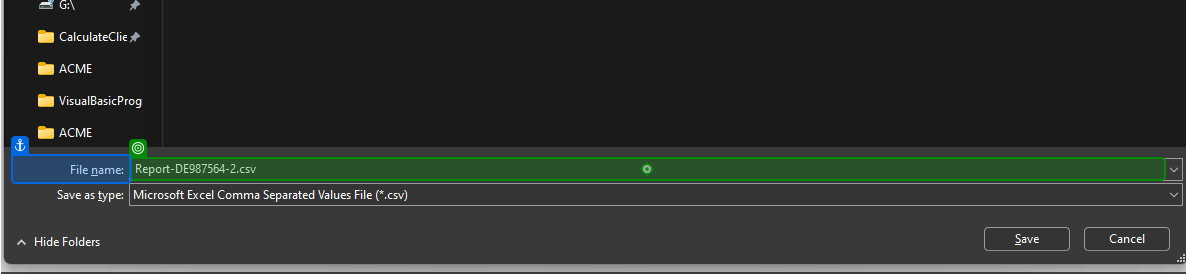 G:\
CalculateClie
ACME
VisualBasicProg
ACME
File name: Report-DE987564-2.csv
Save as type: Microsoft Excel Comma Separated Values File (*.csv)
Hide Folders
Save
Cancel